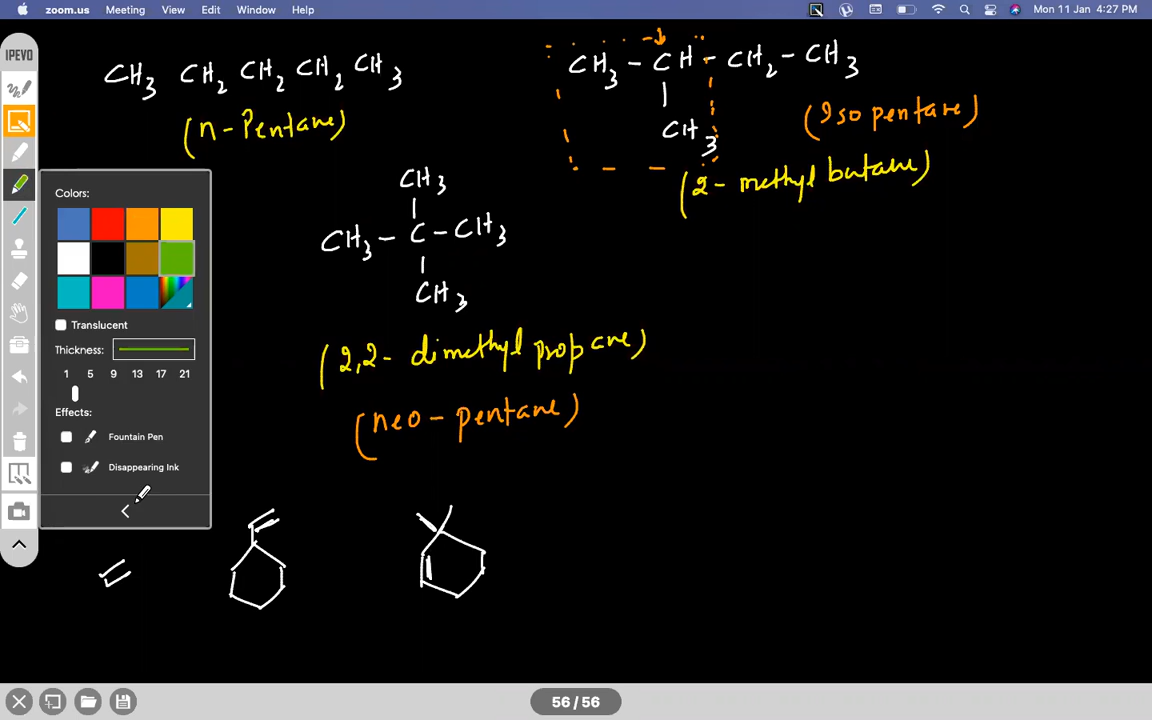 zoom.us Meeting View Edit Window Help Mon 11 Jan 4:27 PM
IPEVO
CH3 CH2 CH2 CH2 CH3
(n-Pentane)
CH3 - CH - CH2 - CH3
CH3
(Iso pentane)
(2-methyl butane)
CH3
CH3 - C - CH3
CH3
(2,2-dimethyl propane)
(neo-pentane)
Colors:
Translucent
Thickness:
1 5 9 13 17 21
Effects:
Fountain Pen
Disappearing Ink
56 / 56